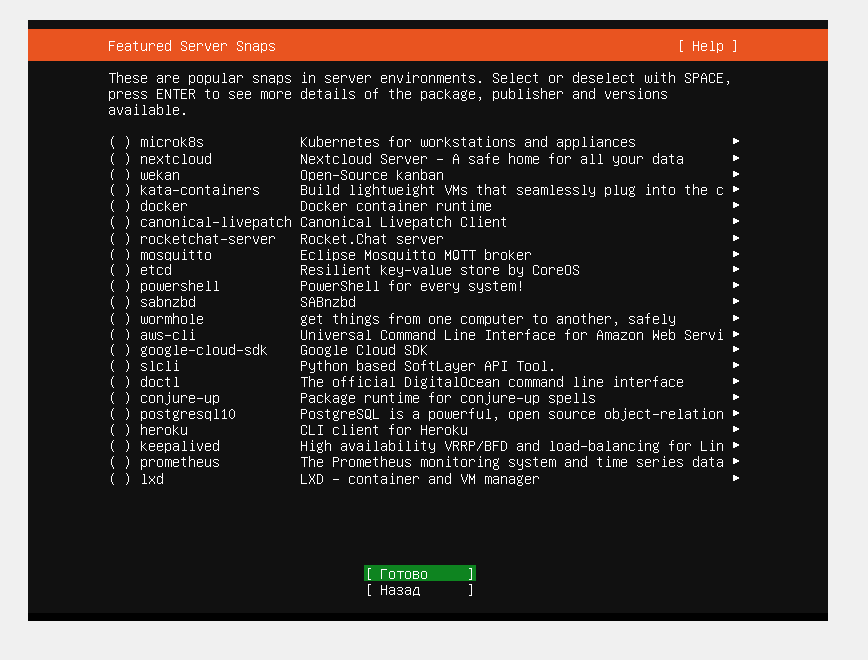 Featured Server Snaps [ Help ]
These are popular snaps in server environments. Select or deselect with SPACE,
press ENTER to see more details of the package, publisher and versions
available.
( ) microk8s Kubernetes for workstations and appliances ▸
( ) nextcloud Nextcloud Server - A safe home for all your data ▸
( ) wekan Open-Source kanban ▸
( ) kata-containers Build lightweight VMs that seamlessly plug into the c ▸
( ) docker Docker container runtime ▸
( ) canonical-livepatch Canonical Livepatch Client ▸
( ) rocketchat-server Rocket.Chat server ▸
( ) mosquitto Eclipse Mosquitto MQTT broker ▸
( ) etcd Resilient key-value store by CoreOS ▸
( ) powershell PowerShell for every system! ▸
( ) sabnzbd SABnzbd ▸
( ) wormhole get things from one computer to another, safely ▸
( ) aws-cli Universal Command Line Interface for Amazon Web Servi ▸
( ) google-cloud-sdk Google Cloud SDK ▸
( ) slcli Python based SoftLayer API Tool. ▸
( ) doctl The official DigitalOcean command line interface ▸
( ) conjure-up Package runtime for conjure-up spells ▸
( ) postgresql10 PostgreSQL is a powerful, open source object-relation ▸
( ) heroku CLI client for Heroku ▸
( ) keepalived High availability VRRP/BFD and load-balancing for Lin ▸
( ) prometheus The Prometheus monitoring system and time series data ▸
( ) lxd LXD - container and VM manager ▸
[ Готово ]
[ Назад ]